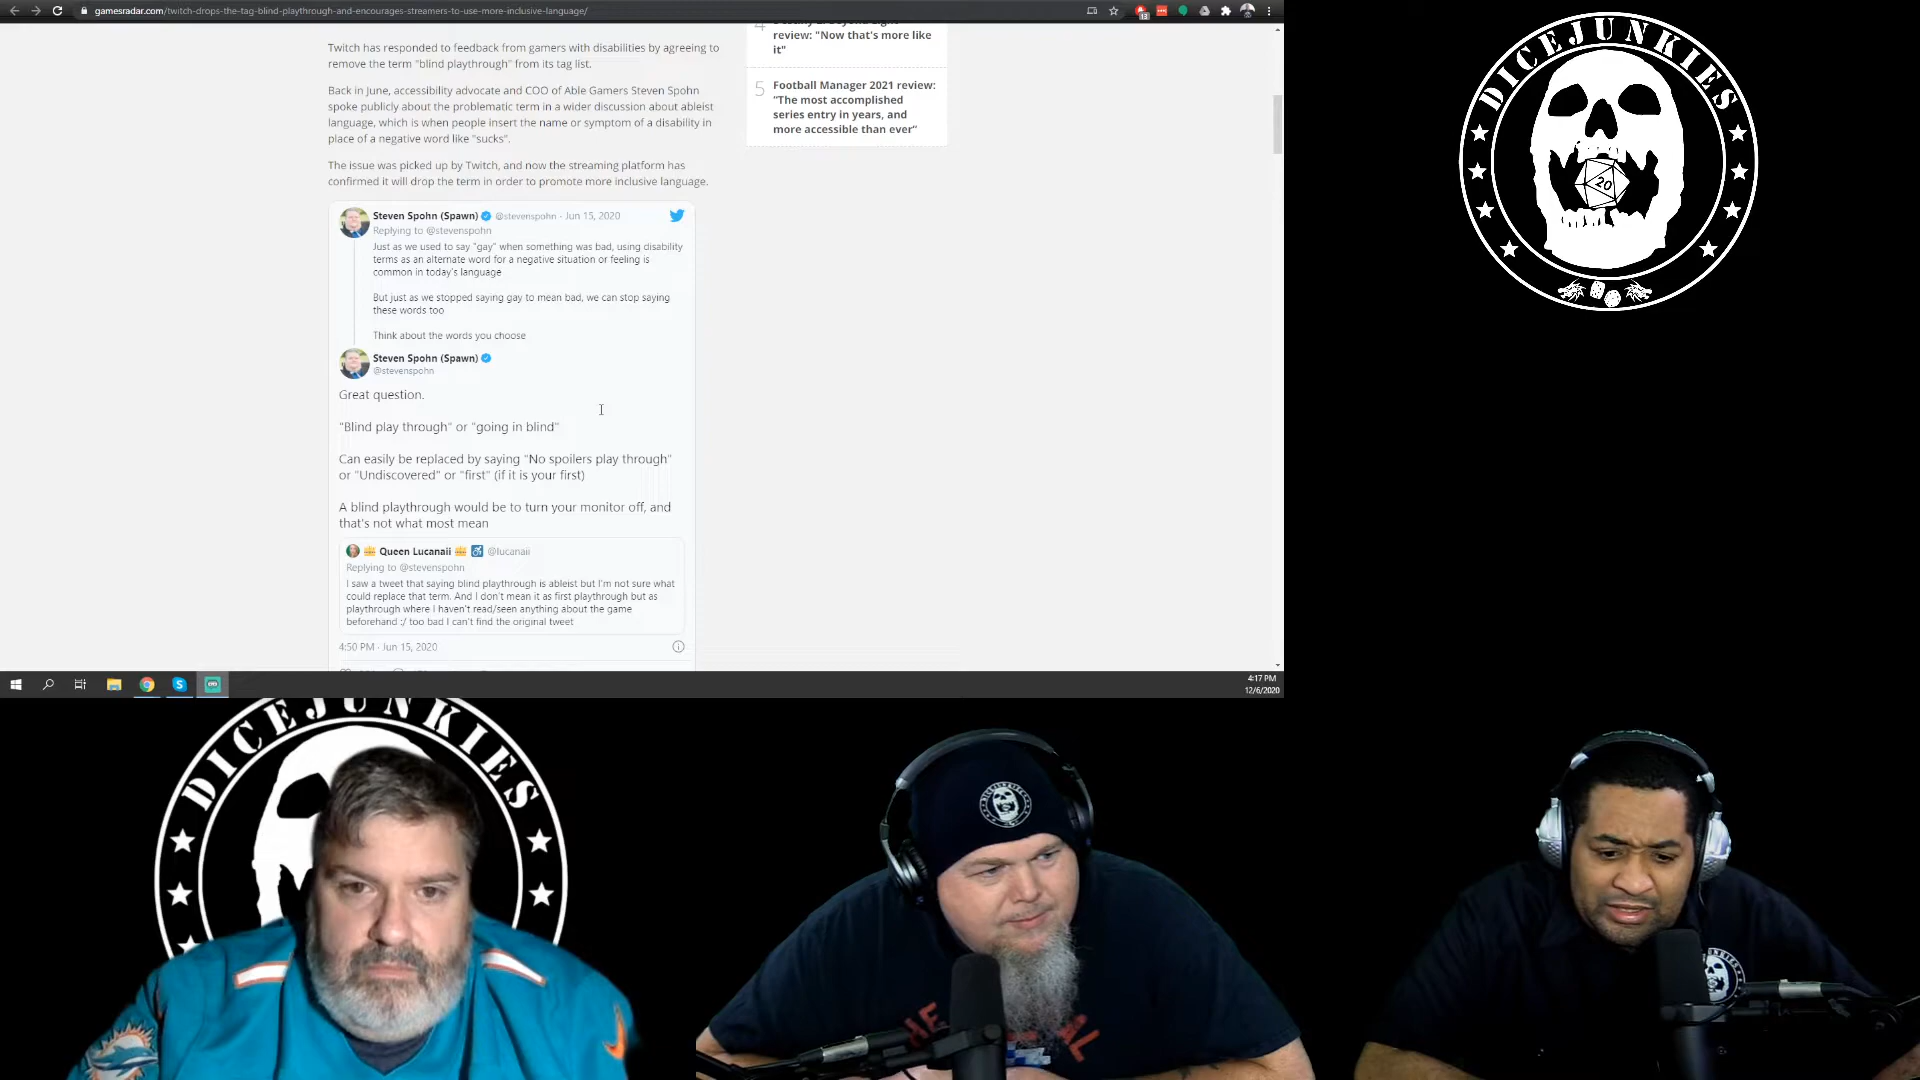 gamesradar.com/twitch-drops-the-tag-blind-playthrough-and-encourages-streamers-to-use-more-inclusive-language/
13
Twitch has responded to feedback from gamers with disabilities by agreeing to
remove the term "blind playthrough" from its tag list.
Back in June, accessibility advocate and COO of Able Gamers Steven Spohn
spoke publicly about the problematic term in a wider discussion about ableist
language, which is when people insert the name or symptom of a disability in
place of a negative word like "sucks".
The issue was picked up by Twitch, and now the streaming platform has
confirmed it will drop the term in order to promote more inclusive language.
Steven Spohn (Spawn) @stevenspohn · Jun 15, 2020
Replying to @stevenspohn
Just as we used to say "gay" when something was bad, using disability
terms as an alternate word for a negative situation or feeling is
common in today's language
But just as we stopped saying gay to mean bad, we can stop saying
these words too
Think about the words you choose
Steven Spohn (Spawn)
@stevenspohn
Great question.
"Blind play through" or "going in blind"
Can easily be replaced by saying "No spoilers play through"
or "Undiscovered" or "first" (if it is your first)
A blind playthrough would be to turn your monitor off, and
that's not what most mean
Queen Lucanaii @lucanaii
Replying to @stevenspohn
I saw a tweet that saying blind playthrough is ableist but I'm not sure what
could replace that term. And I don't mean it as first playthrough but as
playthrough where I haven't read/seen anything about the game
beforehand :/ too bad I can't find the original tweet
4:50 PM · Jun 15, 2020
4
review: "Now that's more like
it"
5 Football Manager 2021 review:
"The most accomplished
series entry in years, and
more accessible than ever"
4:17 PM
12/6/2020
DICEJUNKIES
20
DICEJUNKIES